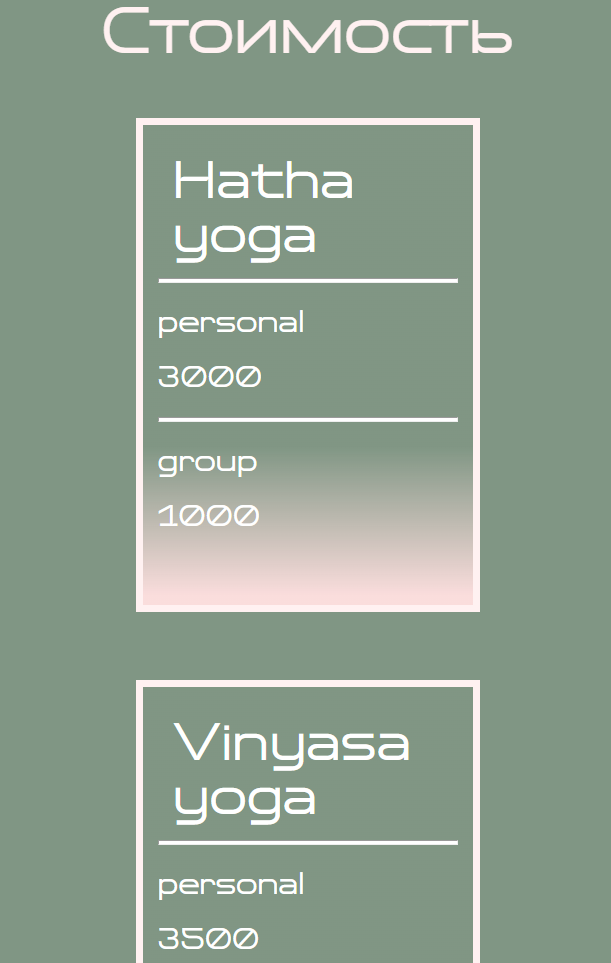 Стоимость
Hatha
yoga
personal
3000
group
1000
Vinyasa
yoga
personal
3500